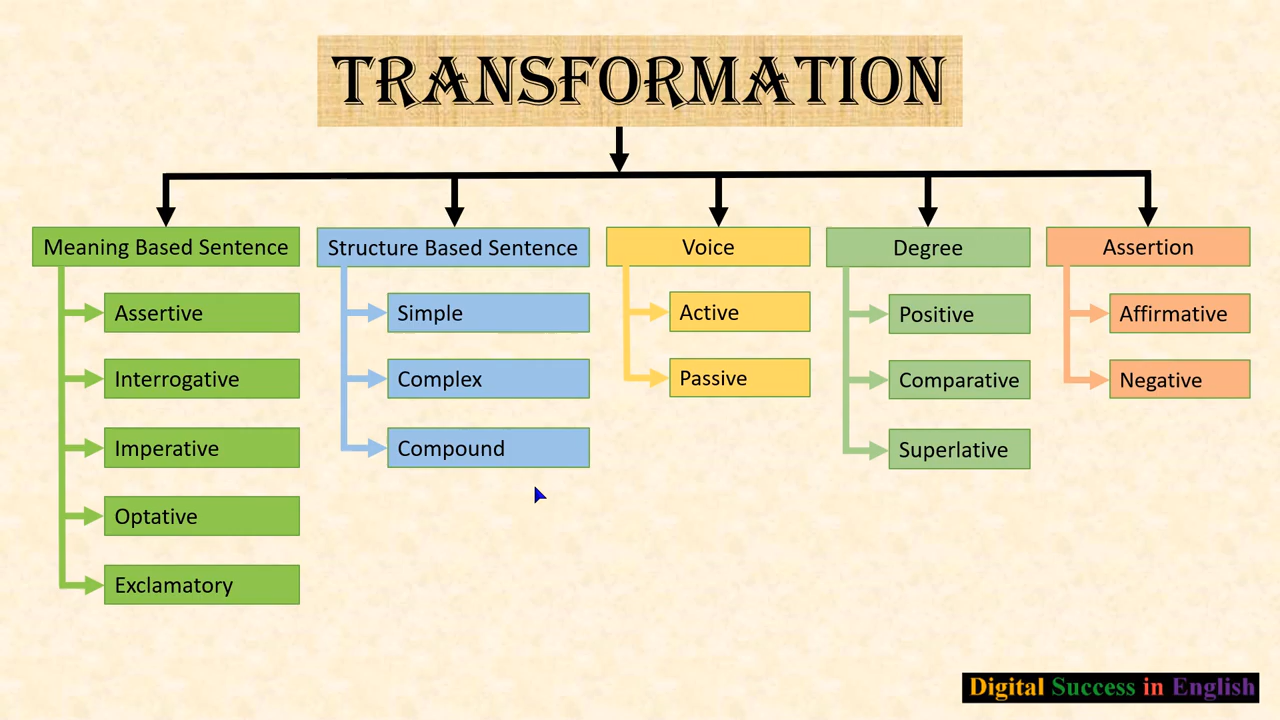 TRANSFORMATION
Meaning Based Sentence
Assertive
Interrogative
Imperative
Optative
Exclamatory
Structure Based Sentence
Simple
Complex
Compound
Voice
Active
Passive
Degree
Positive
Comparative
Superlative
Assertion
Affirmative
Negative
Digital Success in English